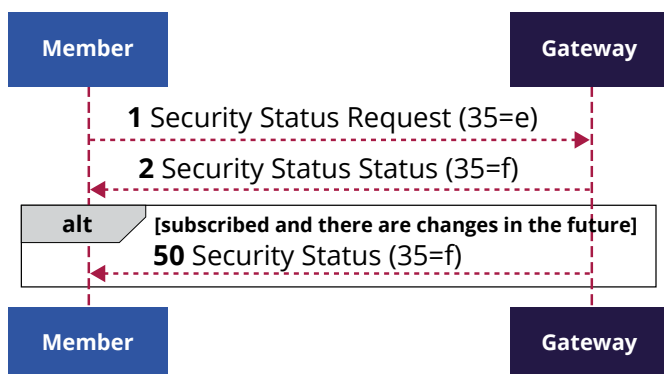 Member
Gateway
1 Security Status Request (35=e)
2 Security Status Status (35=f)
alt
[subscribed and there are changes in the future]
50 Security Status (35=f)
Member
Gateway